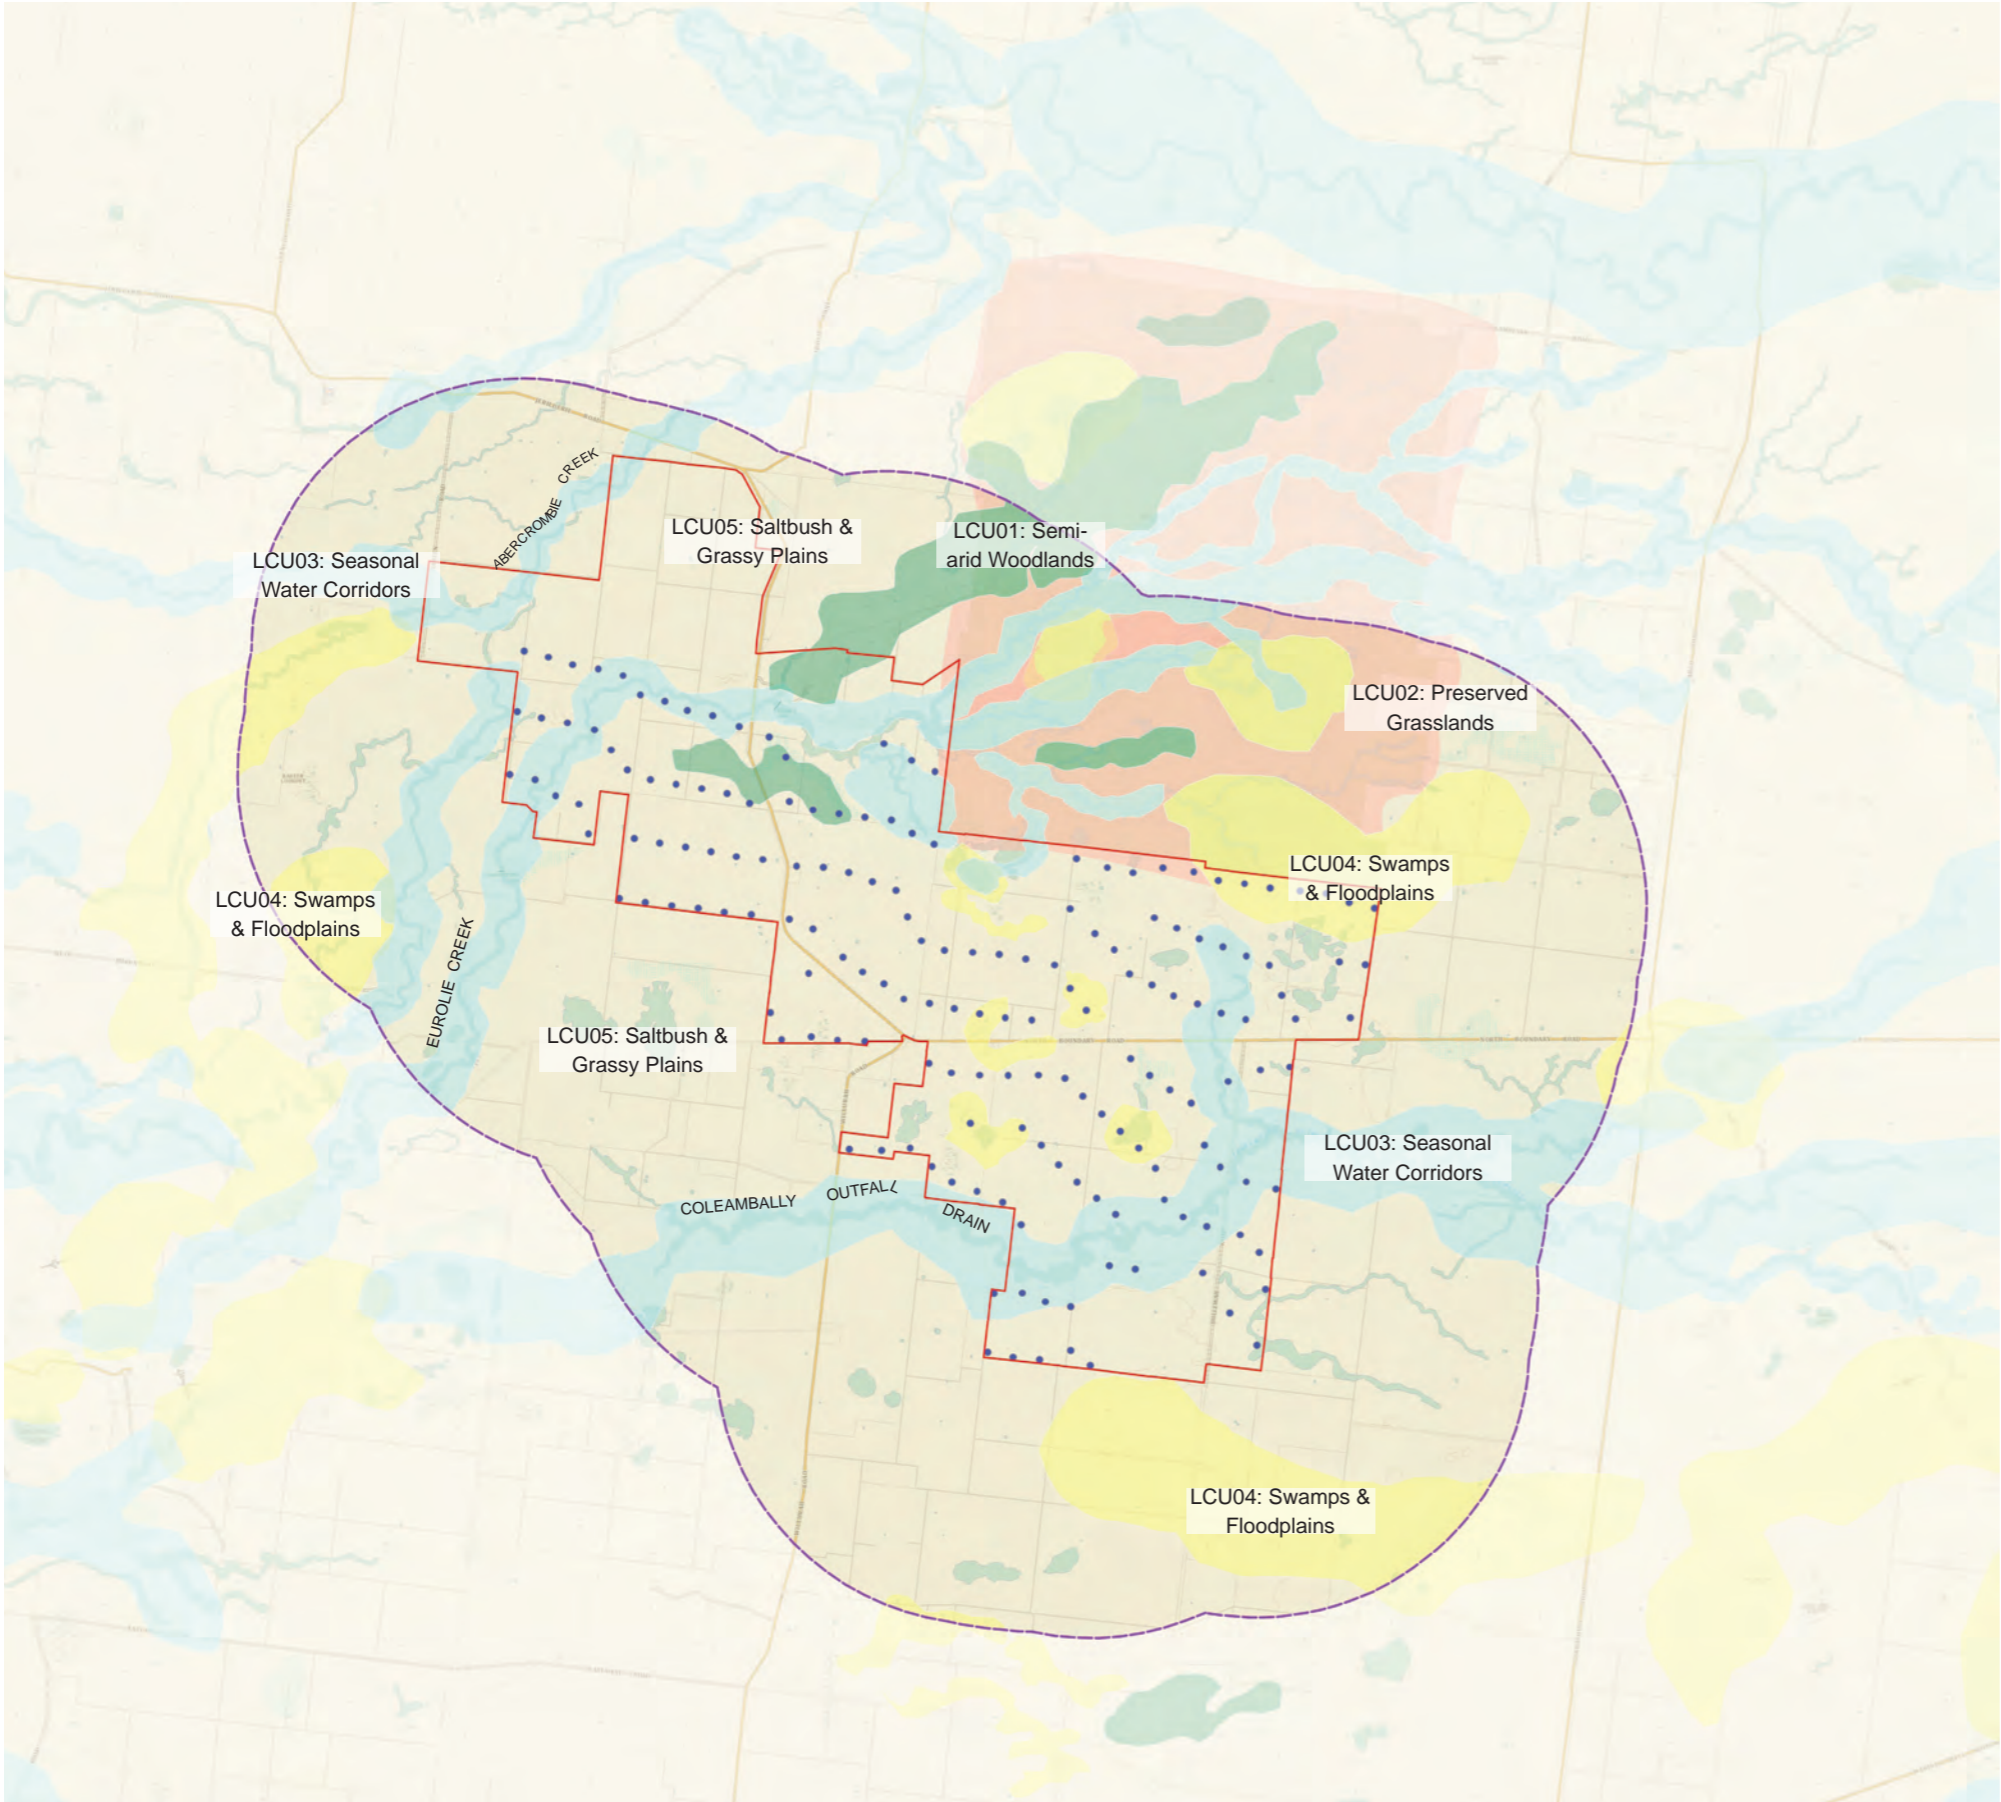 ABERCROMBIE CREEK
LCU05: Saltbush &
Grassy Plains
LCU01: Semi-
arid Woodlands
LCU03: Seasonal
Water Corridors
LCU02: Preserved
Grasslands
LCU04: Swamps
& Floodplains
LCU04: Swamps
& Floodplains
EUROLIE CREEK
LCU05: Saltbush &
Grassy Plains
LCU03: Seasonal
Water Corridors
COLEAMBALLY OUTFALL DRAIN
LCU04: Swamps &
Floodplains